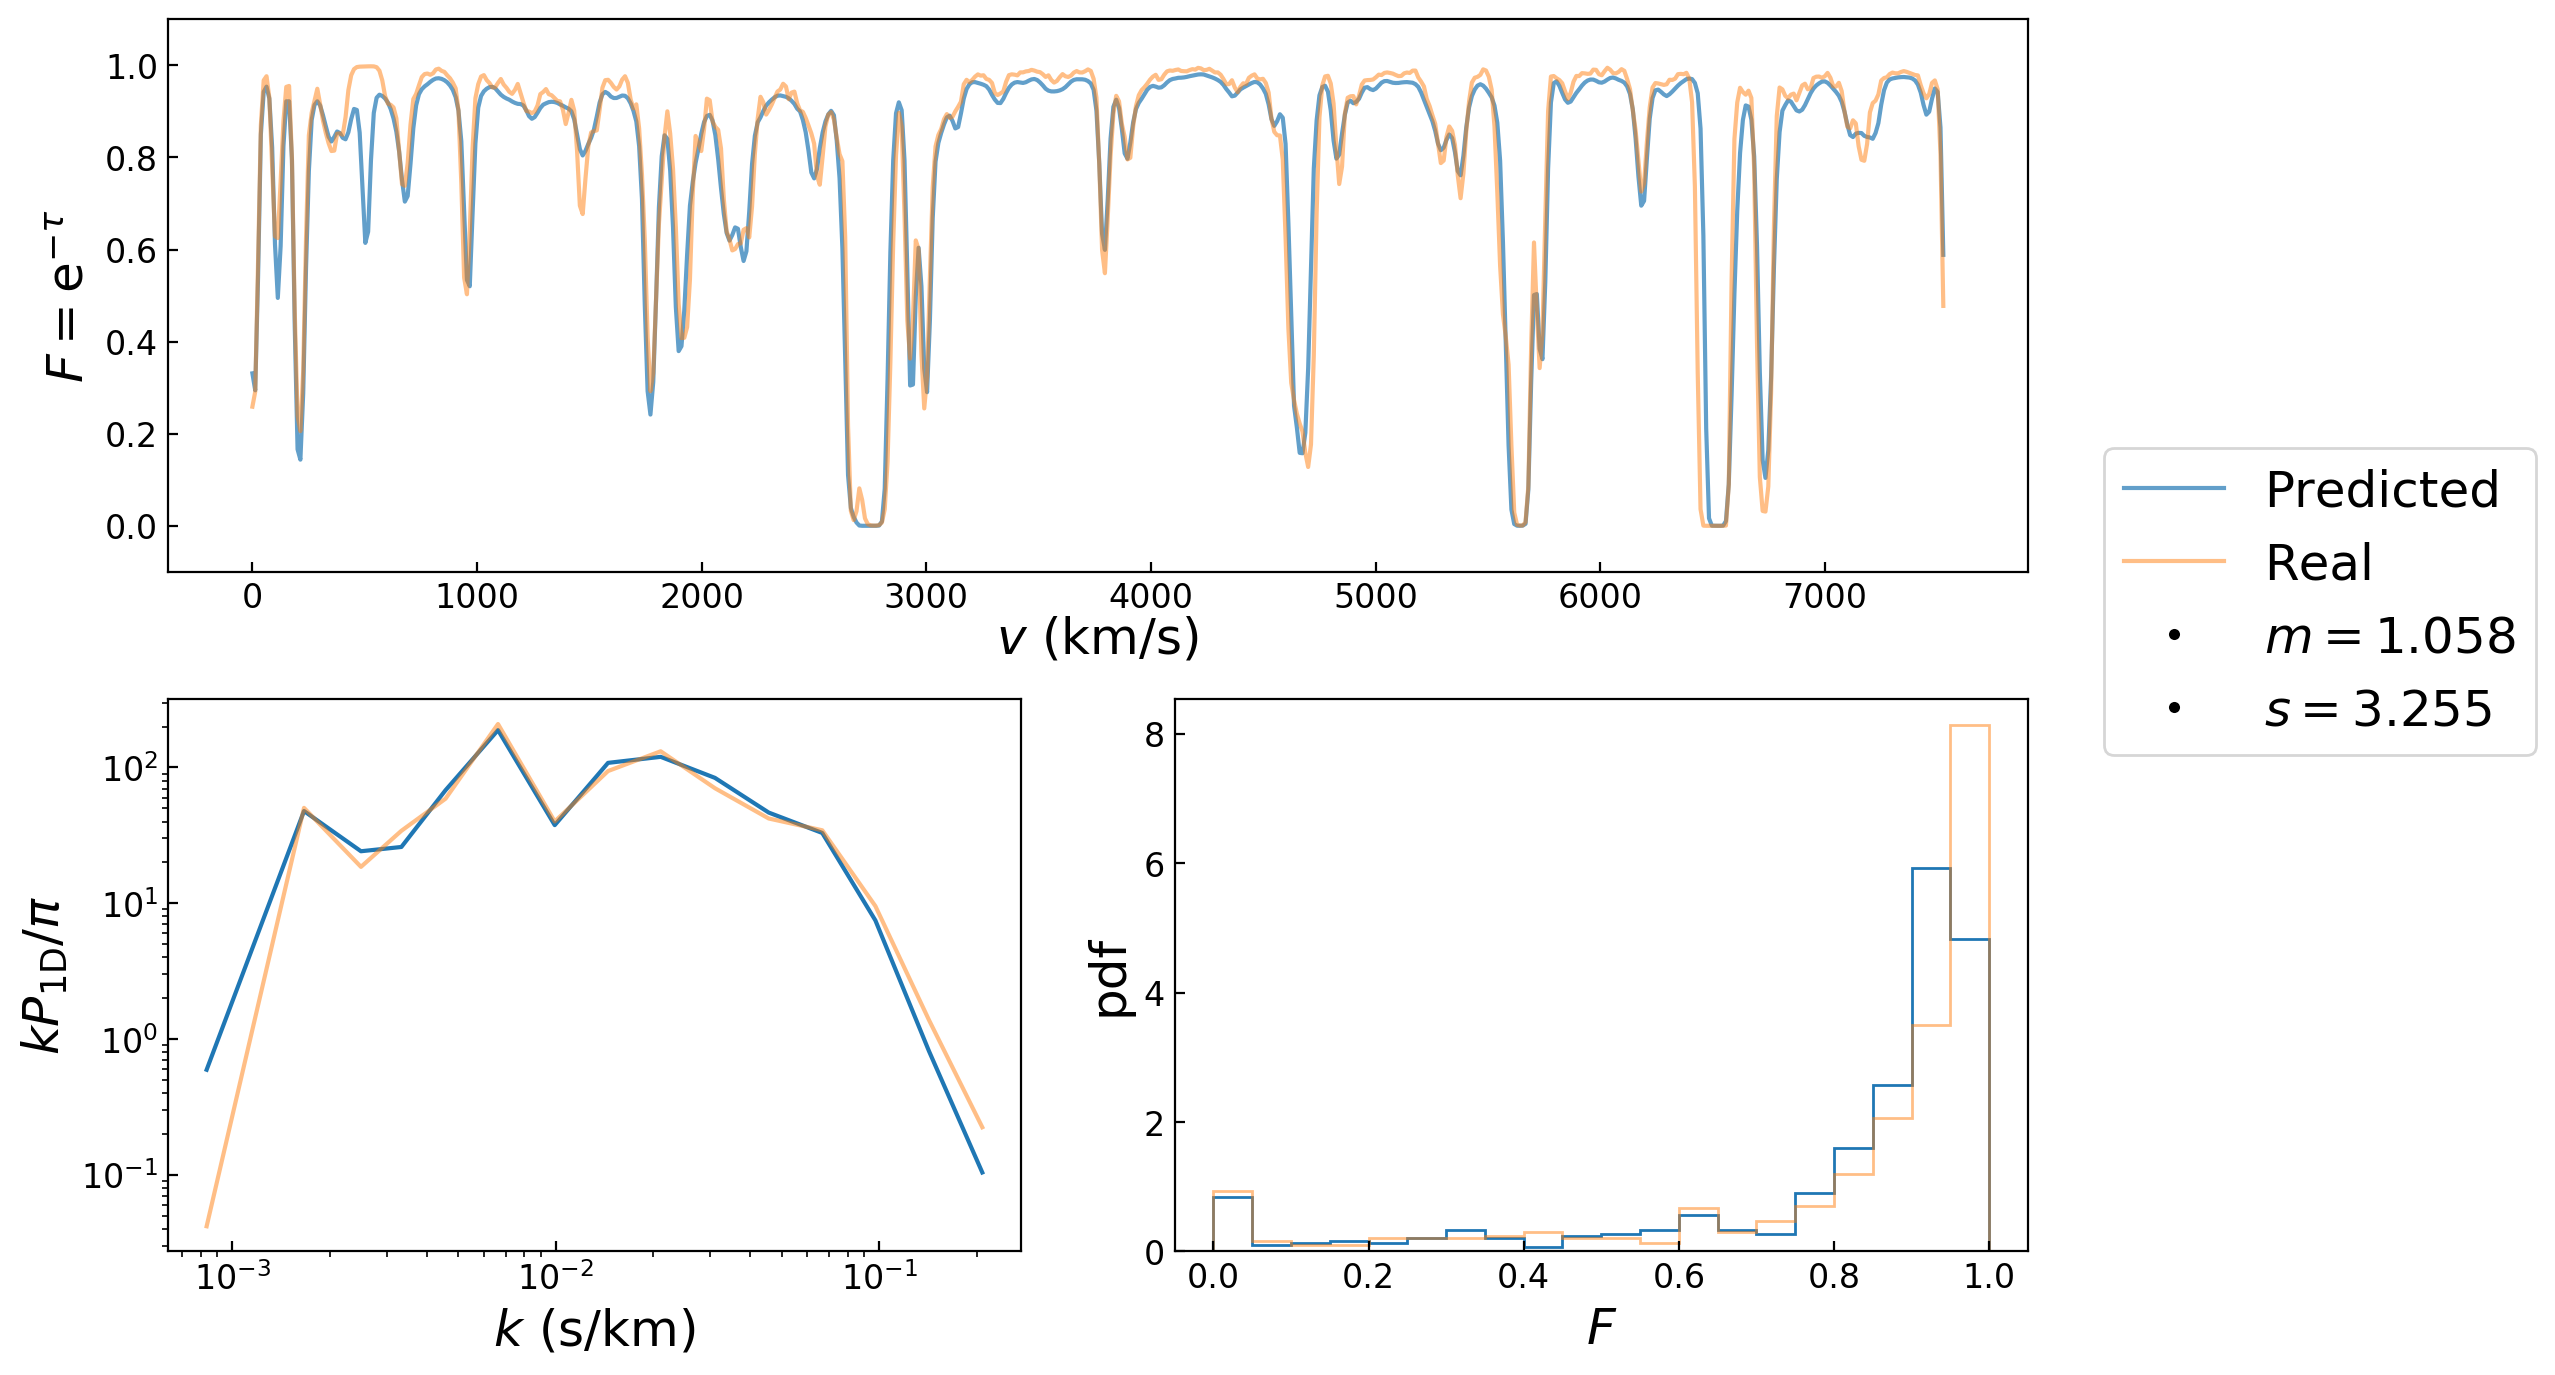 F = e^{−τ}
1.0
0.8
0.6
0.4
0.2
0.0
0 1000 2000 3000 4000 5000 6000 7000
v (km/s)
Predicted
Real
m = 1.058
s = 3.255
kP_{1D}/π
10^2
10^1
10^0
10^{−1}
10^{−3} 10^{−2} 10^{−1}
k (s/km)
pdf
8
6
4
2
0
0.0 0.2 0.4 0.6 0.8 1.0
F